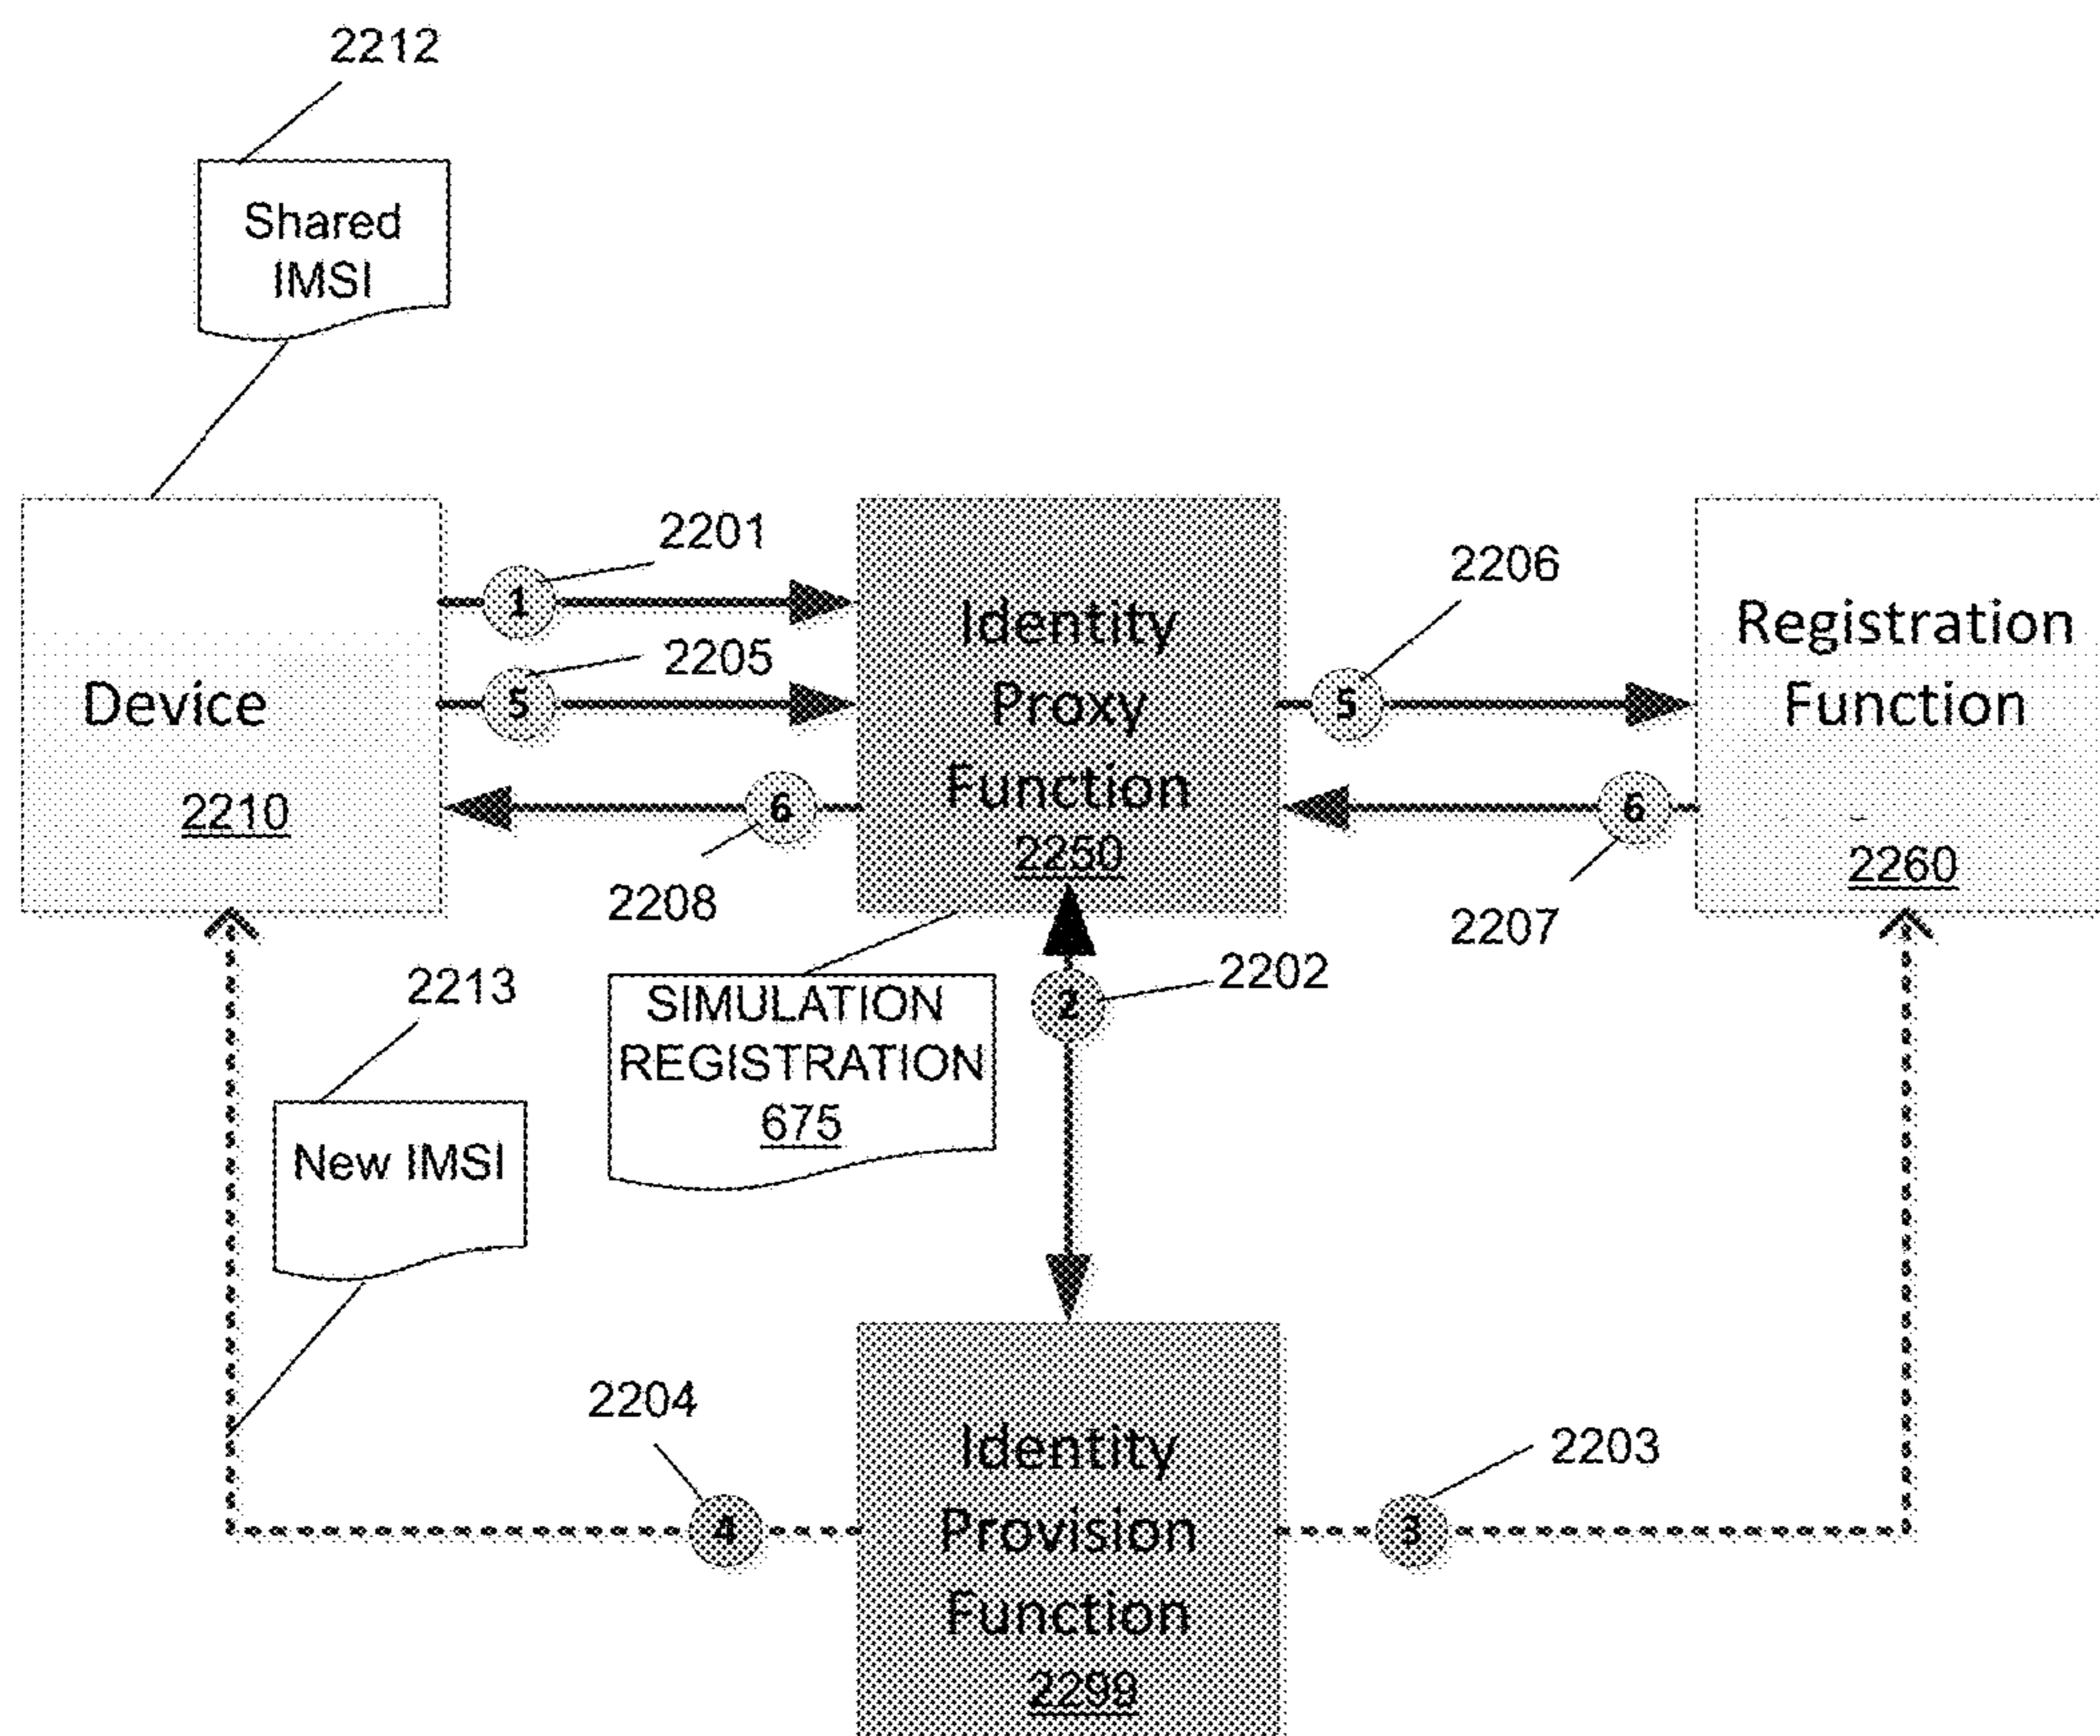 2212
Shared
IMSI
2201
1
2205
5
2206
5
Device
2210
Identity
Proxy
Function
2250
Registration
Function
2260
6
2208
6
2207
2213
New IMSI
SIMULATION
REGISTRATION
675
2
2202
2204
4
Identity
Provision
Function
2299
2203
3